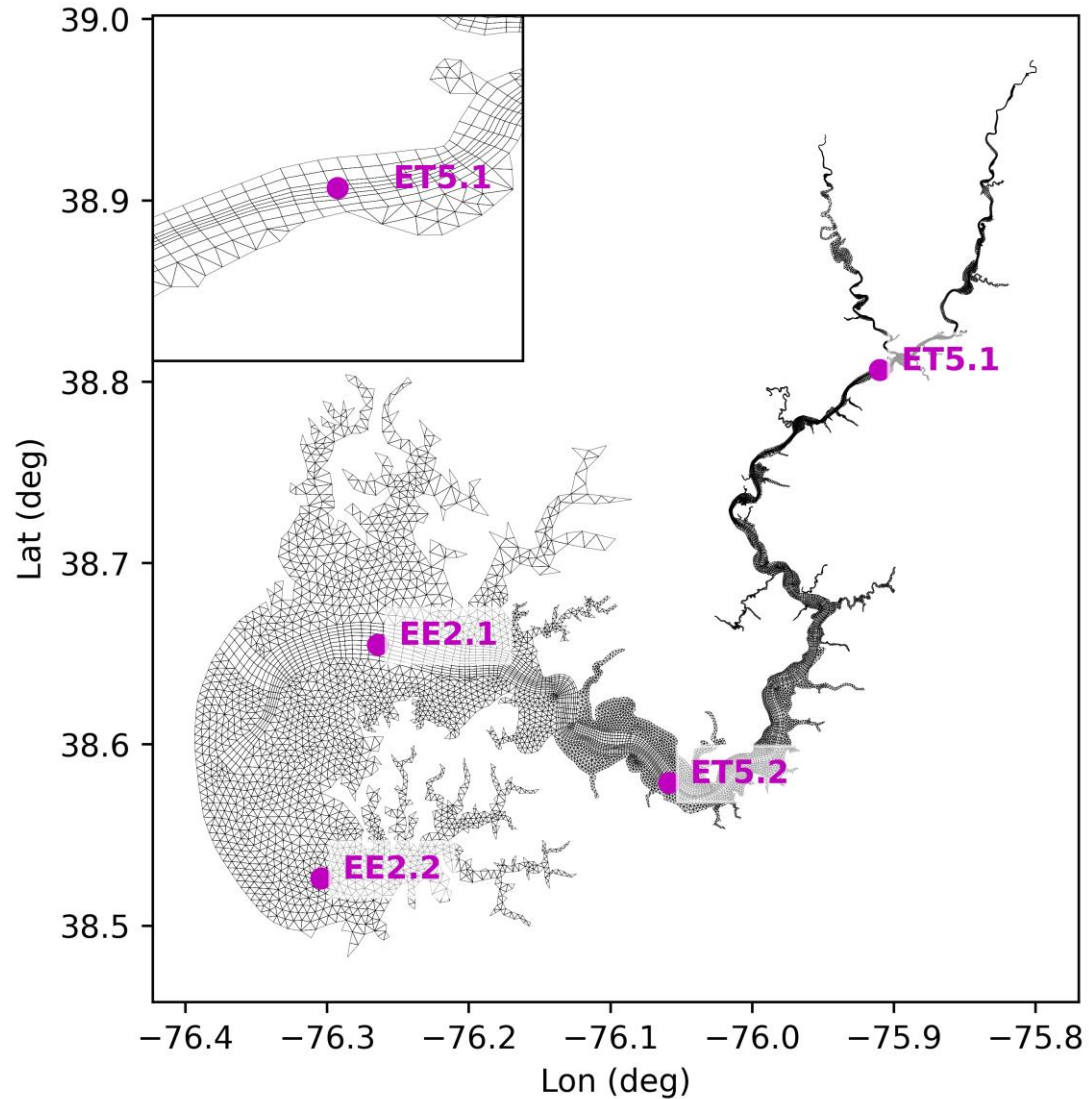 39.0
ET5.1
38.9
38.8
ET5.1
Lat (deg)
38.7
EE2.1
38.6
ET5.2
EE2.2
38.5
−76.4 −76.3 −76.2 −76.1 −76.0 −75.9 −75.8
Lon (deg)